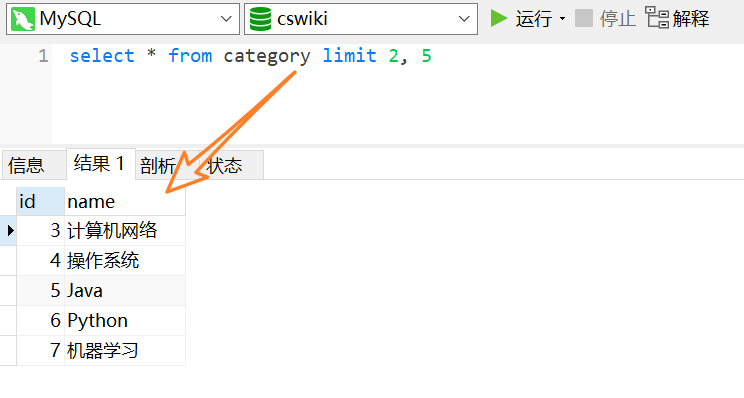 MySQL cswiki 运行 停止 解释
1 select * from category limit 2, 5
信息 结果 1 剖析 状态
id name
3 计算机网络
4 操作系统
5 Java
6 Python
7 机器学习